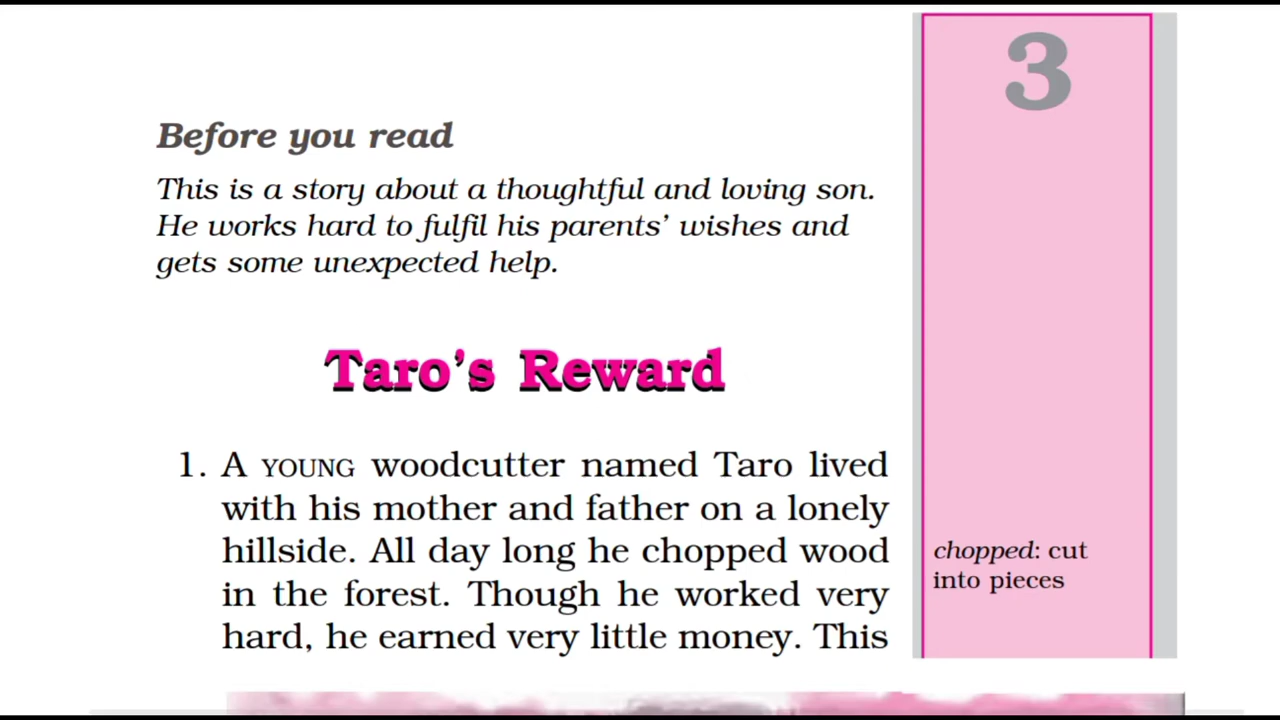 3
Before you read
This is a story about a thoughtful and loving son.
He works hard to fulfil his parents’ wishes and
gets some unexpected help.
Taro’s Reward
1. A YOUNG woodcutter named Taro lived
with his mother and father on a lonely
hillside. All day long he chopped wood
in the forest. Though he worked very
hard, he earned very little money. This
chopped: cut
into pieces